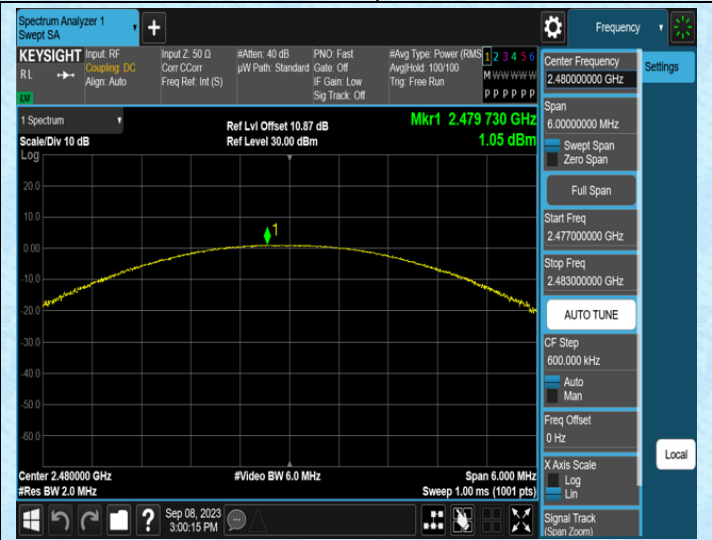 Spectrum Analyzer 1
Swept SA
+
Frequency
KEYSIGHT
RL
LXI
Input: RF
Coupling: DC
Align: Auto
Input Z: 50 Ω
Corr CCorr
Freq Ref: Int (S)
#Atten: 40 dB
µW Path: Standard
PNO: Fast
Gate: Off
IF Gain: Low
Sig Track: Off
#Avg Type: Power (RMS
Avg|Hold: 100/100
Trig: Free Run
1 2 3 4 5 6
M W W W W W
P P P P P P
Center Frequency
2.480000000 GHz
Settings
Span
6.00000000 MHz
Swept Span
Zero Span
Full Span
Start Freq
2.477000000 GHz
Stop Freq
2.483000000 GHz
AUTO TUNE
CF Step
600.000 kHz
Auto
Man
Freq Offset
0 Hz
X Axis Scale
Log
Lin
Signal Track
(Span Zoom)
Local
1 Spectrum
Scale/Div 10 dB
Log
Ref Lvl Offset 10.87 dB
Ref Level 30.00 dBm
Mkr1 2.479 730 GHz
1.05 dBm
1
20.0
10.0
0.00
-10.0
-20.0
-30.0
-40.0
-50.0
-60.0
Center 2.480000 GHz
#Res BW 2.0 MHz
#Video BW 6.0 MHz
Span 6.000 MHz
Sweep 1.00 ms (1001 pts)
?
Sep 08, 2023
3:00:15 PM